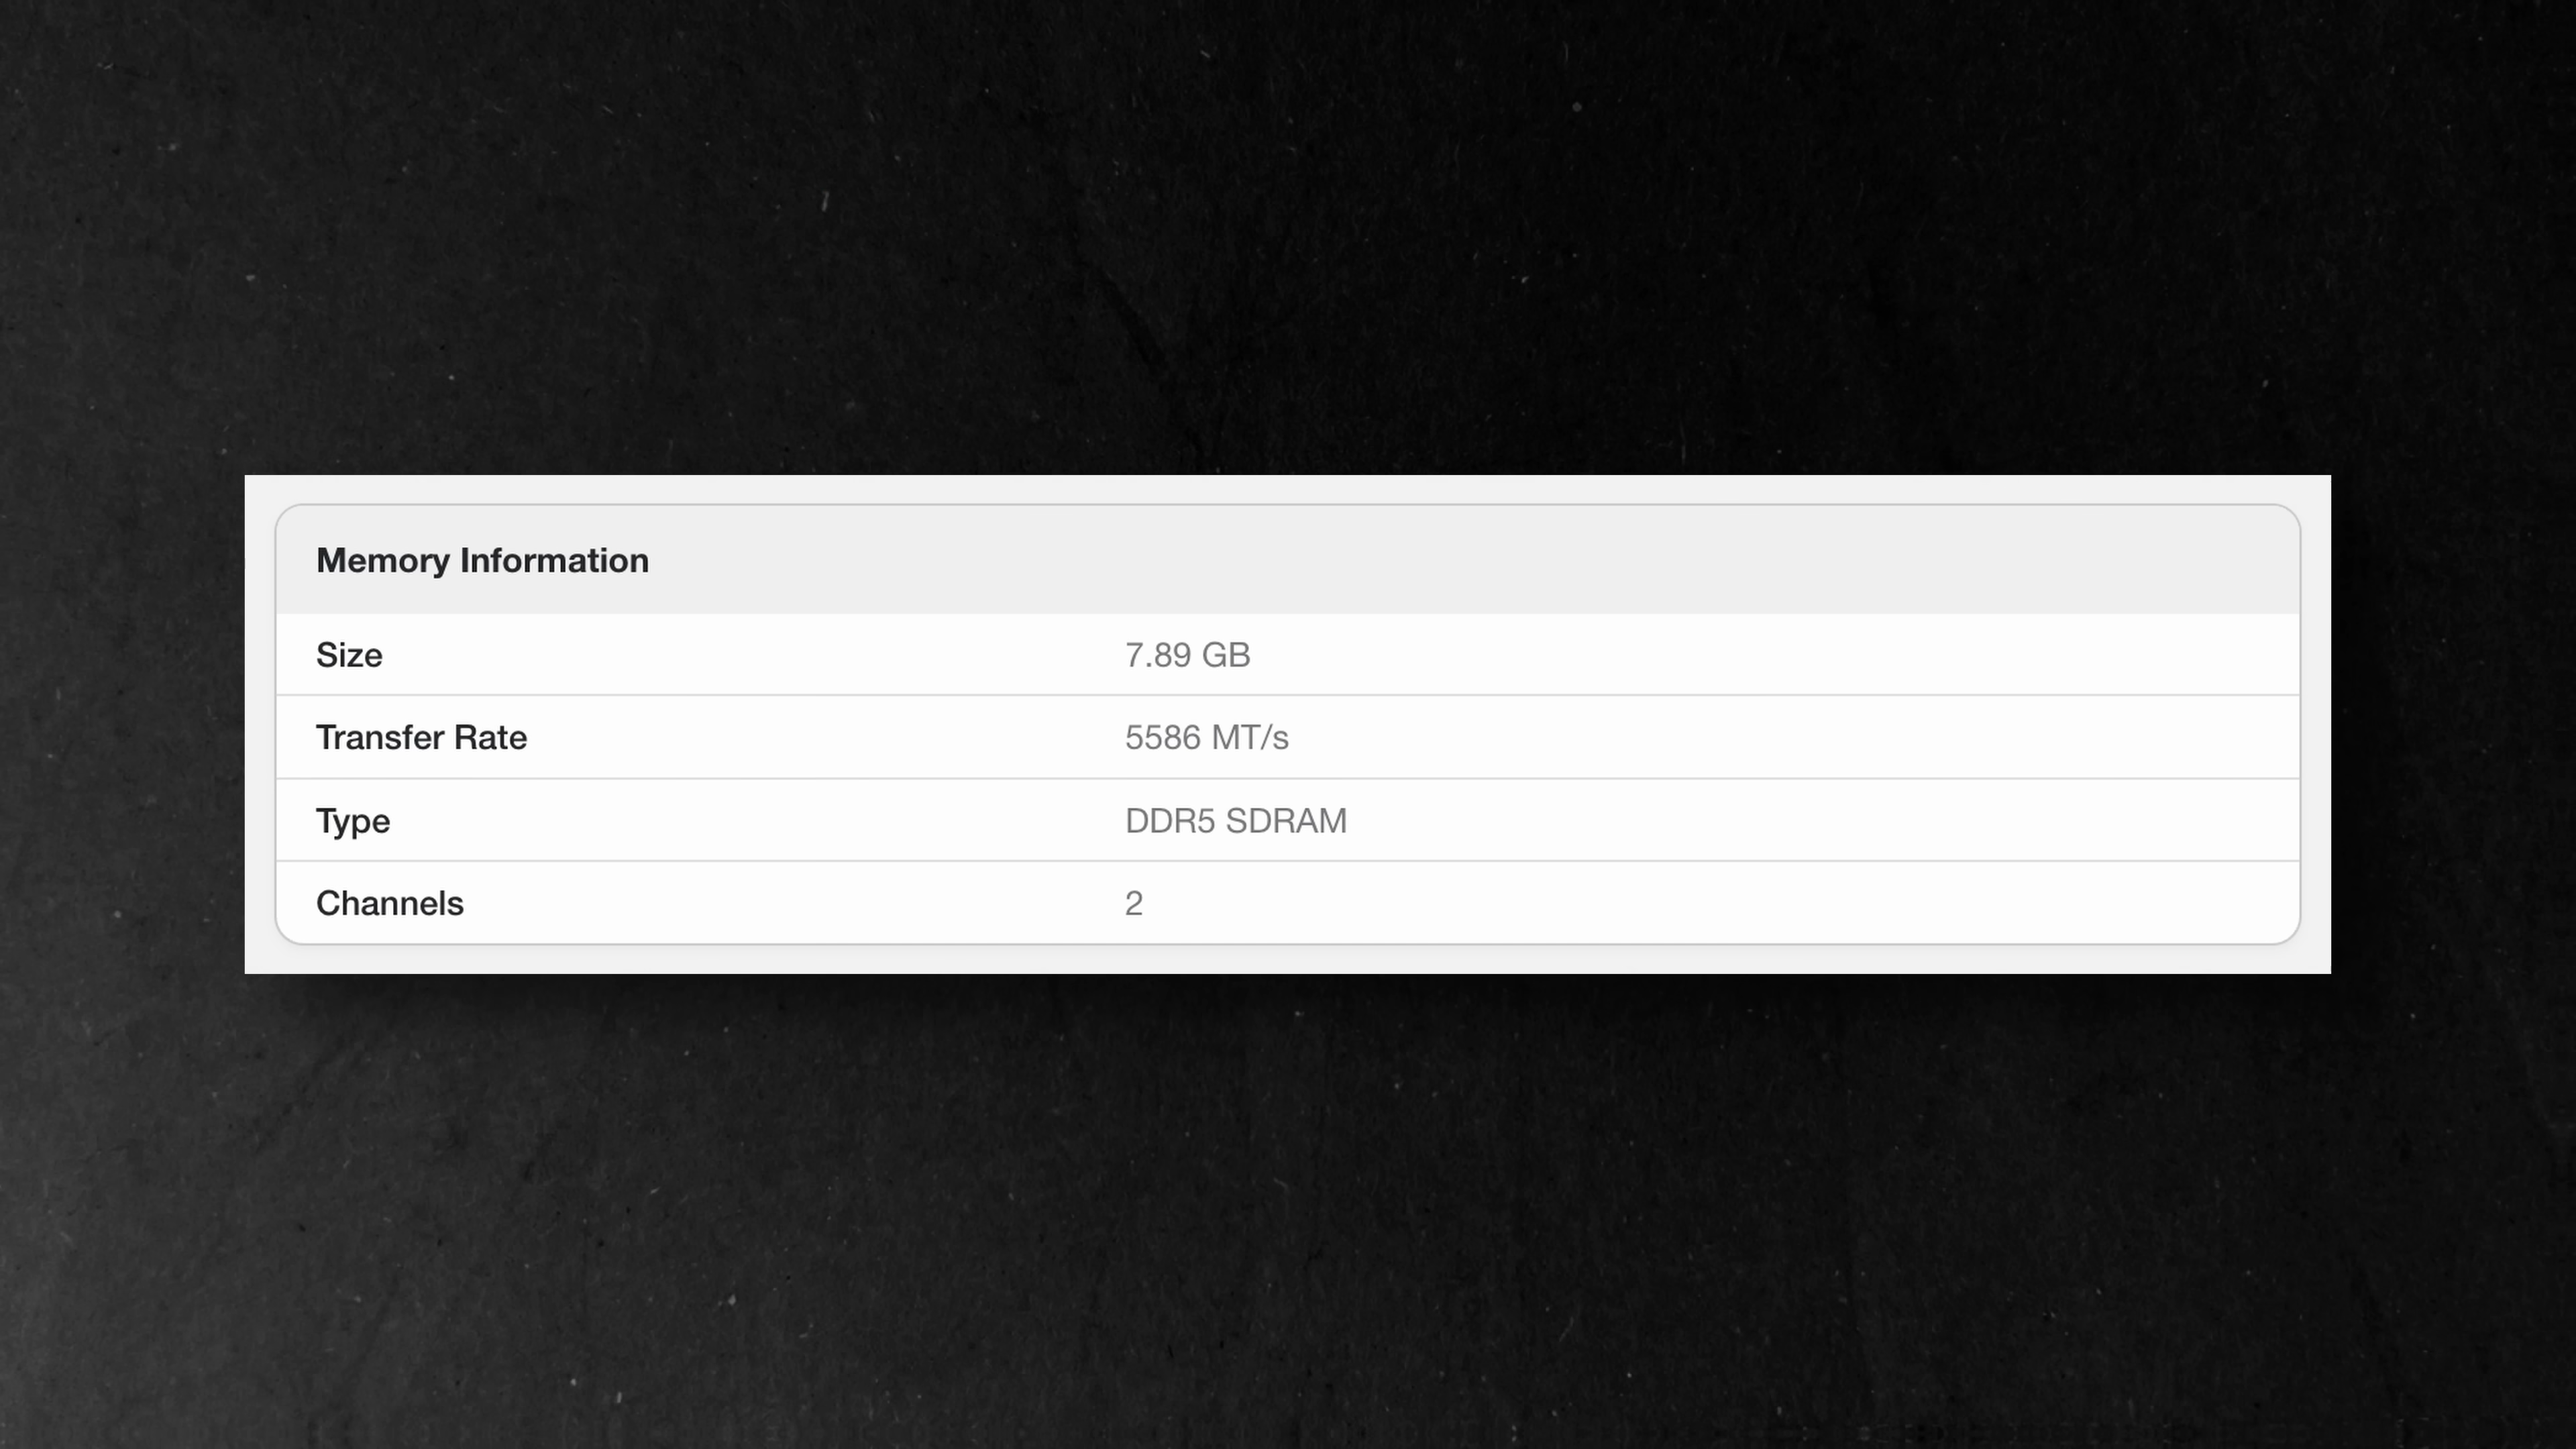 Memory Information
Size 7.89 GB
Transfer Rate 5586 MT/s
Type DDR5 SDRAM
Channels 2